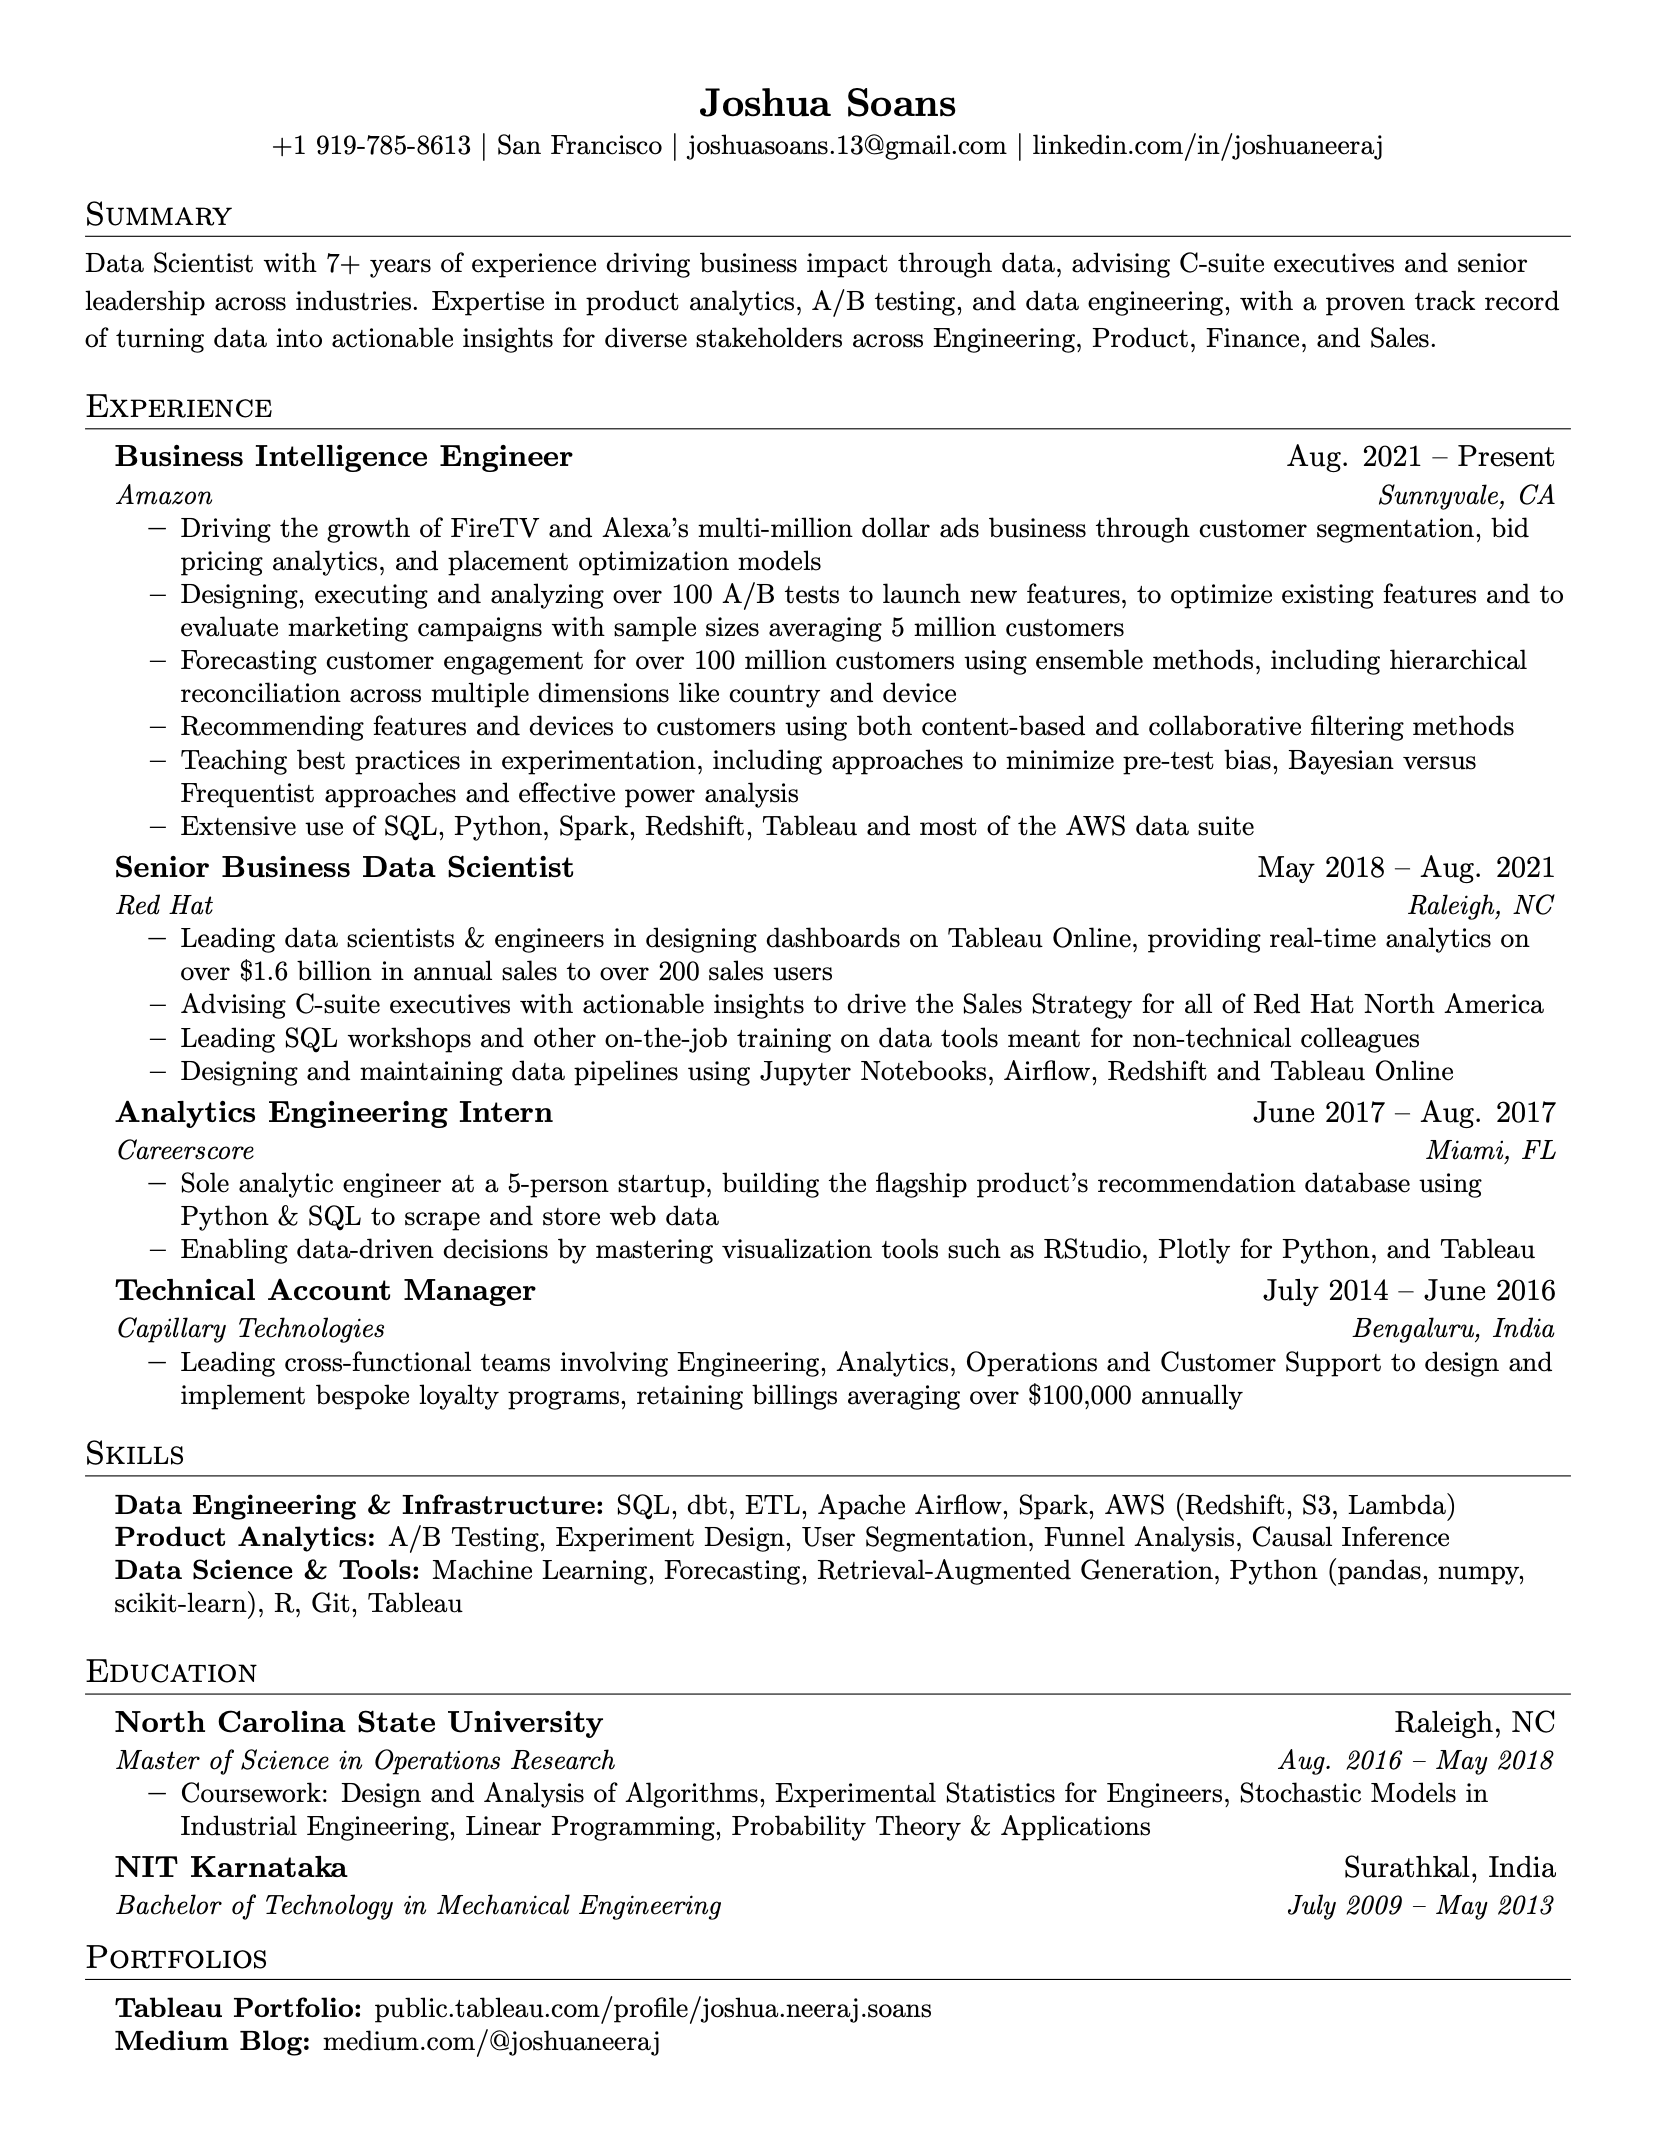 Joshua Soans
+1 919-785-8613 | San Francisco | joshuasoans.13@gmail.com | linkedin.com/in/joshuaneeraj
Summary
Data Scientist with 7+ years of experience driving business impact through data, advising C-suite executives and senior
leadership across industries. Expertise in product analytics, A/B testing, and data engineering, with a proven track record
of turning data into actionable insights for diverse stakeholders across Engineering, Product, Finance, and Sales.
Experience
Business Intelligence Engineer Aug. 2021 – Present
Amazon Sunnyvale, CA
– Driving the growth of FireTV and Alexa's multi-million dollar ads business through customer segmentation, bid
pricing analytics, and placement optimization models
– Designing, executing and analyzing over 100 A/B tests to launch new features, to optimize existing features and to
evaluate marketing campaigns with sample sizes averaging 5 million customers
– Forecasting customer engagement for over 100 million customers using ensemble methods, including hierarchical
reconciliation across multiple dimensions like country and device
– Recommending features and devices to customers using both content-based and collaborative filtering methods
– Teaching best practices in experimentation, including approaches to minimize pre-test bias, Bayesian versus
Frequentist approaches and effective power analysis
– Extensive use of SQL, Python, Spark, Redshift, Tableau and most of the AWS data suite
Senior Business Data Scientist May 2018 – Aug. 2021
Red Hat Raleigh, NC
– Leading data scientists & engineers in designing dashboards on Tableau Online, providing real-time analytics on
over $1.6 billion in annual sales to over 200 sales users
– Advising C-suite executives with actionable insights to drive the Sales Strategy for all of Red Hat North America
– Leading SQL workshops and other on-the-job training on data tools meant for non-technical colleagues
– Designing and maintaining data pipelines using Jupyter Notebooks, Airflow, Redshift and Tableau Online
Analytics Engineering Intern June 2017 – Aug. 2017
Careerscore Miami, FL
– Sole analytic engineer at a 5-person startup, building the flagship product's recommendation database using
Python & SQL to scrape and store web data
– Enabling data-driven decisions by mastering visualization tools such as RStudio, Plotly for Python, and Tableau
Technical Account Manager July 2014 – June 2016
Capillary Technologies Bengaluru, India
– Leading cross-functional teams involving Engineering, Analytics, Operations and Customer Support to design and
implement bespoke loyalty programs, retaining billings averaging over $100,000 annually
Skills
Data Engineering & Infrastructure: SQL, dbt, ETL, Apache Airflow, Spark, AWS (Redshift, S3, Lambda)
Product Analytics: A/B Testing, Experiment Design, User Segmentation, Funnel Analysis, Causal Inference
Data Science & Tools: Machine Learning, Forecasting, Retrieval-Augmented Generation, Python (pandas, numpy,
scikit-learn), R, Git, Tableau
Education
North Carolina State University Raleigh, NC
Master of Science in Operations Research Aug. 2016 – May 2018
– Coursework: Design and Analysis of Algorithms, Experimental Statistics for Engineers, Stochastic Models in
Industrial Engineering, Linear Programming, Probability Theory & Applications
NIT Karnataka Surathkal, India
Bachelor of Technology in Mechanical Engineering July 2009 – May 2013
Portfolios
Tableau Portfolio: public.tableau.com/profile/joshua.neeraj.soans
Medium Blog: medium.com/@joshuaneeraj